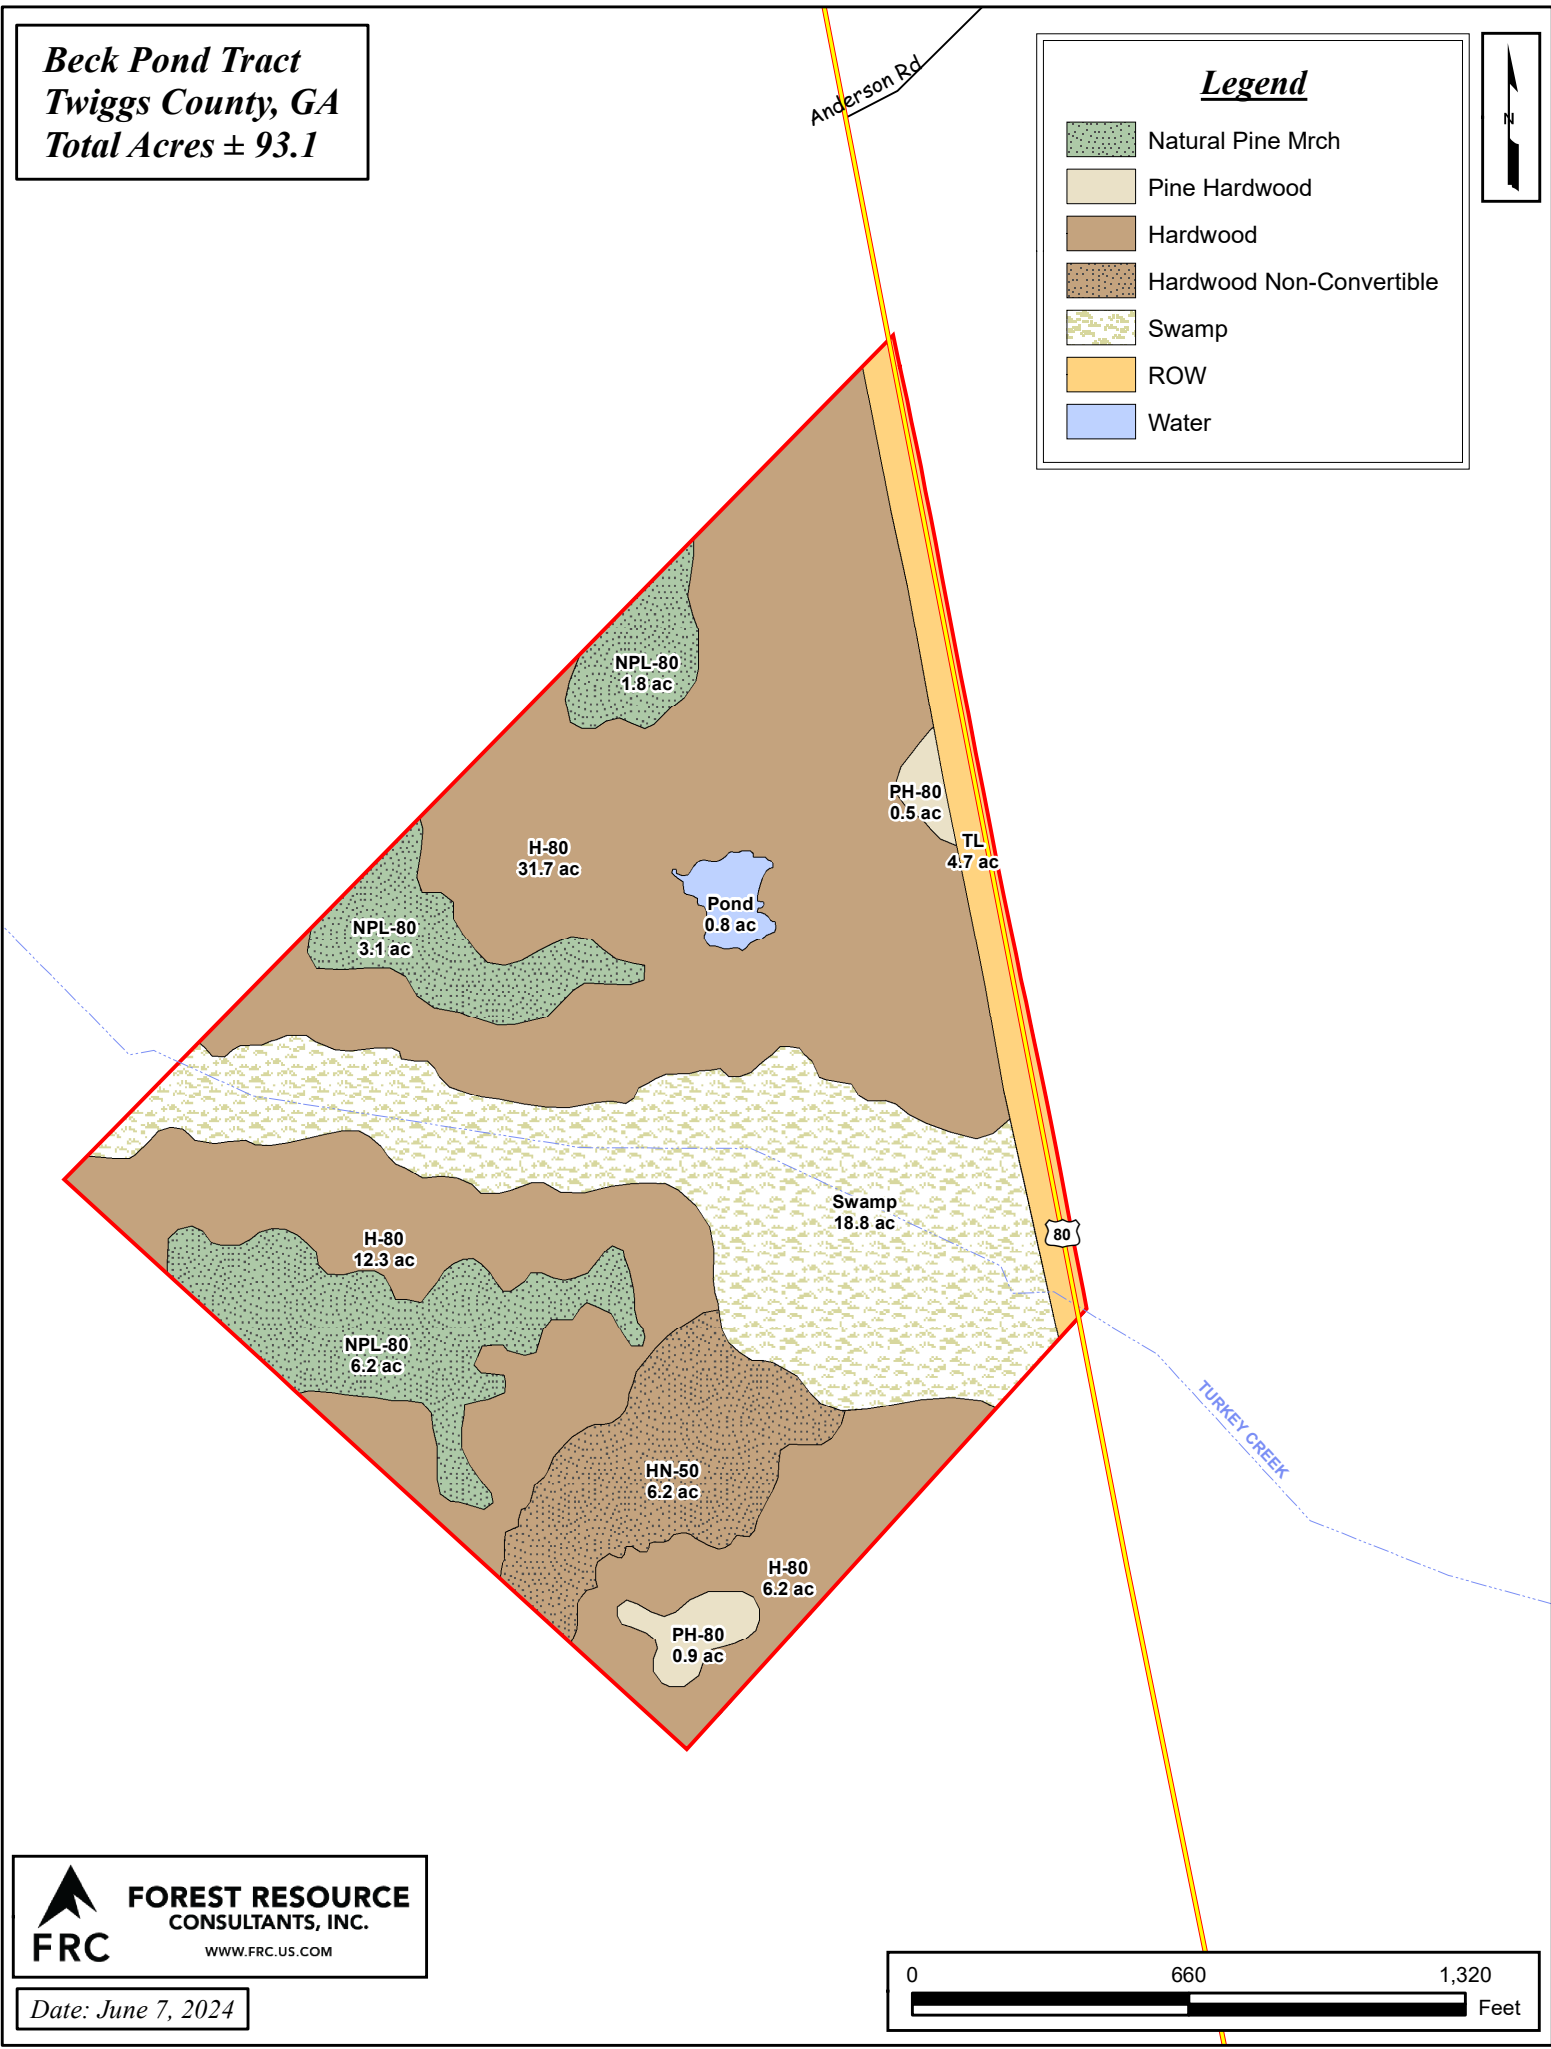 Beck Pond Tract
Twiggs County, GA
Total Acres ± 93.1
Anderson Rd
Legend
Natural Pine Mrch
Pine Hardwood
Hardwood
Hardwood Non-Convertible
Swamp
ROW
Water
N
NPL-80
1.8 ac
PH-80
0.5 ac
TL
4.7 ac
H-80
31.7 ac
Pond
0.8 ac
NPL-80
3.1 ac
Swamp
18.8 ac
80
H-80
12.3 ac
NPL-80
6.2 ac
TURKEY CREEK
HN-50
6.2 ac
H-80
6.2 ac
PH-80
0.9 ac
FRC
FOREST RESOURCE
CONSULTANTS, INC.
WWW.FRC.US.COM
Date: June 7, 2024
0 660 1,320
Feet